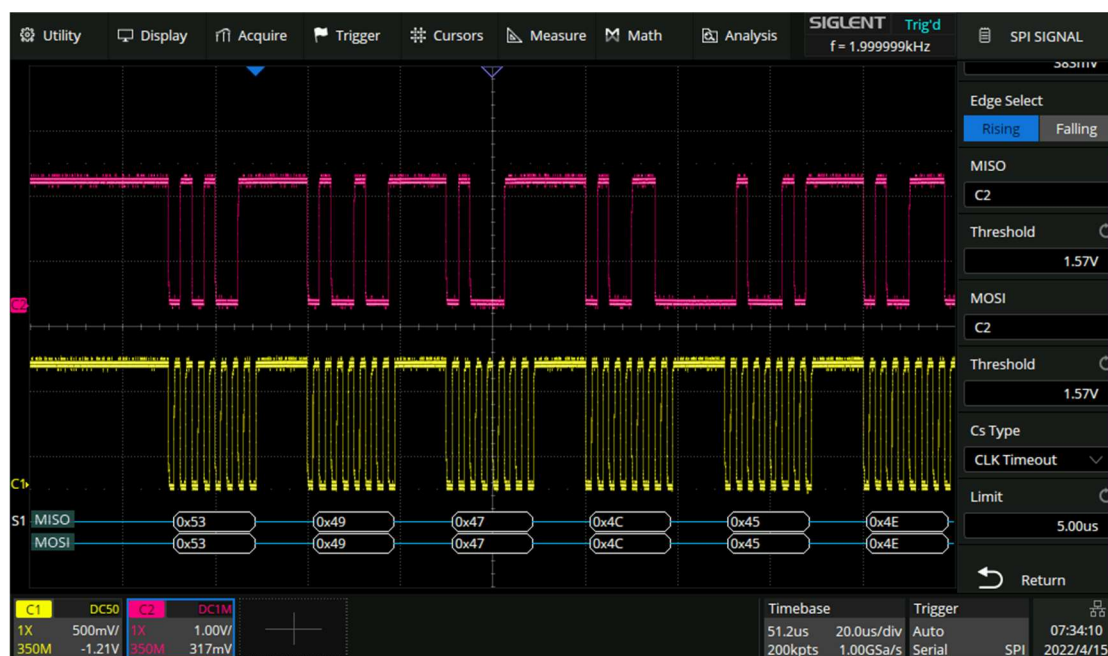 Utility Display Acquire Trigger Cursors Measure Math Analysis
SIGLENT Trig'd
f = 1.999999kHz
SPI SIGNAL
383mV
Edge Select
Rising Falling
MISO
C2
Threshold
1.57V
MOSI
C2
Threshold
1.57V
Cs Type
CLK Timeout
Limit
5.00us
Return
C2
C1
S1 MISO 0x53 0x49 0x47 0x4C 0x45 0x4E
MOSI 0x53 0x49 0x47 0x4C 0x45 0x4E
C1 DC50 C2 DC1M
1X 500mV/ 1X 1.00V/
350M -1.21V 350M 317mV
Timebase Trigger
51.2us 20.0us/div Auto 07:34:10
200kpts 1.00GSa/s Serial SPI 2022/4/15